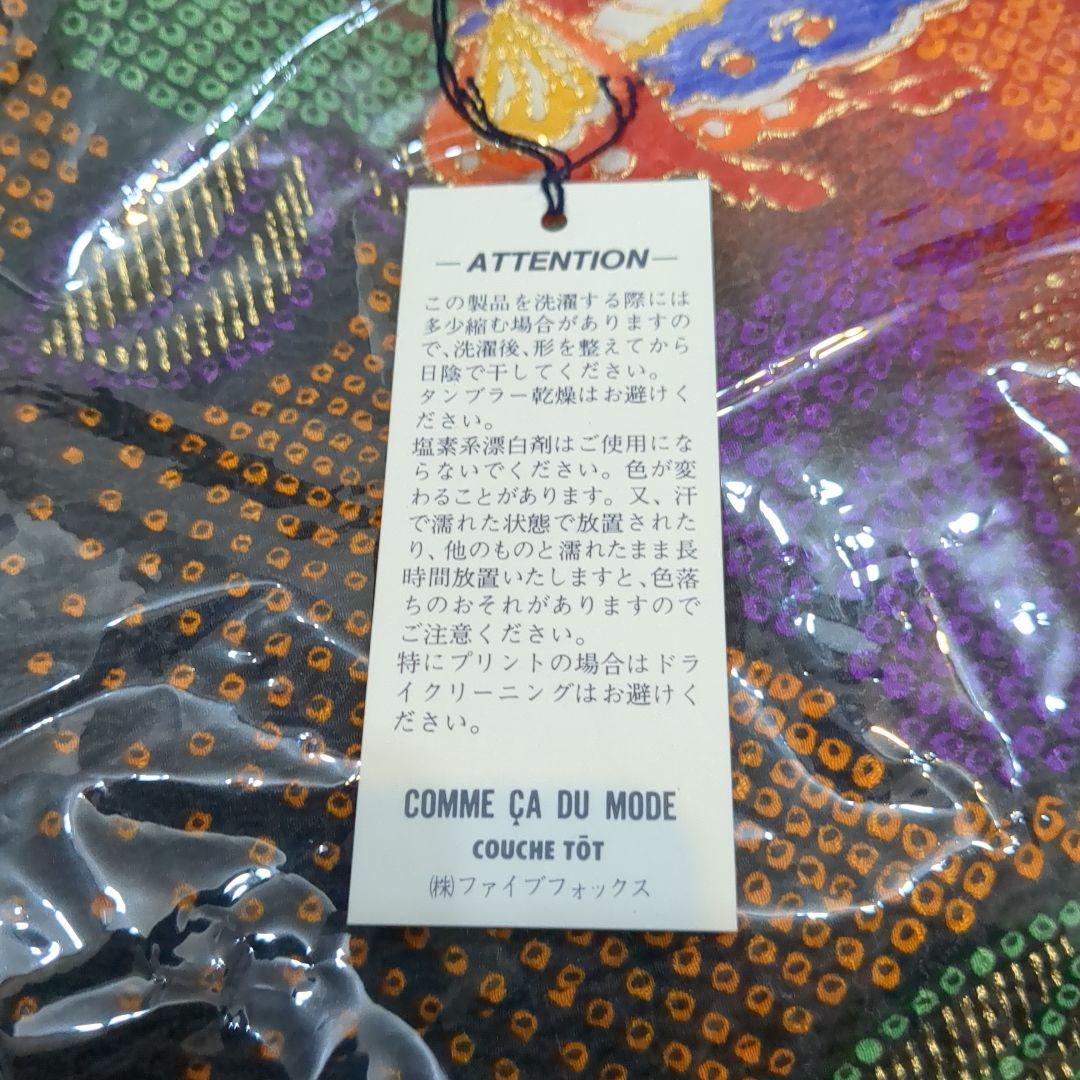 ATTENTION
この製品を洗濯する際には
多少縮む場合がありますの
で、洗濯後、形を整えてから
日陰で干してください。
タンブラー乾燥はお避けく
ださい。
塩素系漂白剤はご使用にな
らないでください。色が変
わることがあります。又、汗
で濡れた状態で放置された
り、他のものと濡れたまま長
時間放置いたしますと、色落
ちのおそれがありますので
ご注意ください。
特にプリントの場合はドラ
イクリーニングはお避けく
ださい。
COMME ÇA DU MODE
COUCHE TŌT
㈱ファイブフォックス